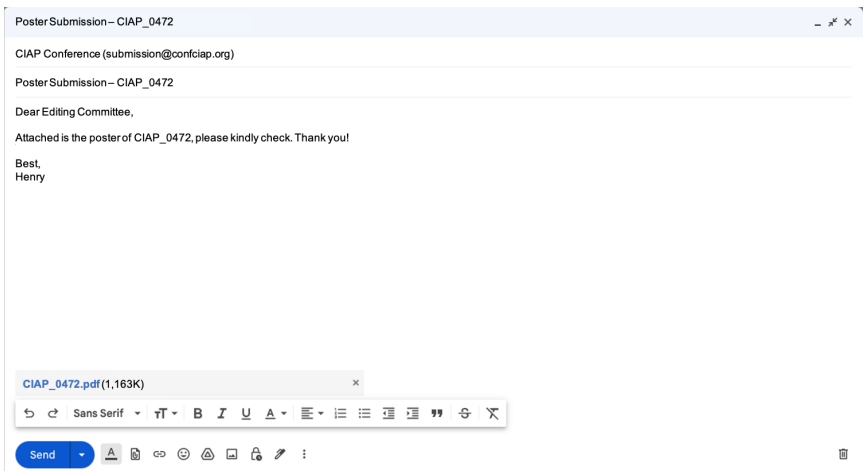 Poster Submission – CIAP_0472
CIAP Conference (submission@confciap.org)
Poster Submission – CIAP_0472
Dear Editing Committee,
Attached is the poster of CIAP_0472, please kindly check. Thank you!
Best,
Henry
CIAP_0472.pdf (1,163K)
Sans Serif
Send